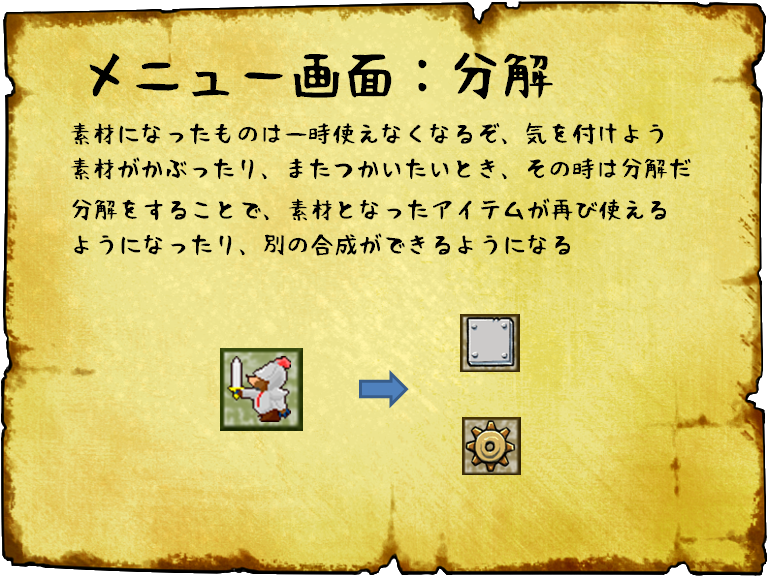 メニュー画面：分解
素材になったものは一時使えなくなるぞ、気を付けよう
素材がかぶったり、またつかいたいとき、その時は分解だ
分解をすることで、素材となったアイテムが再び使える
ようになったり、別の合成ができるようになる